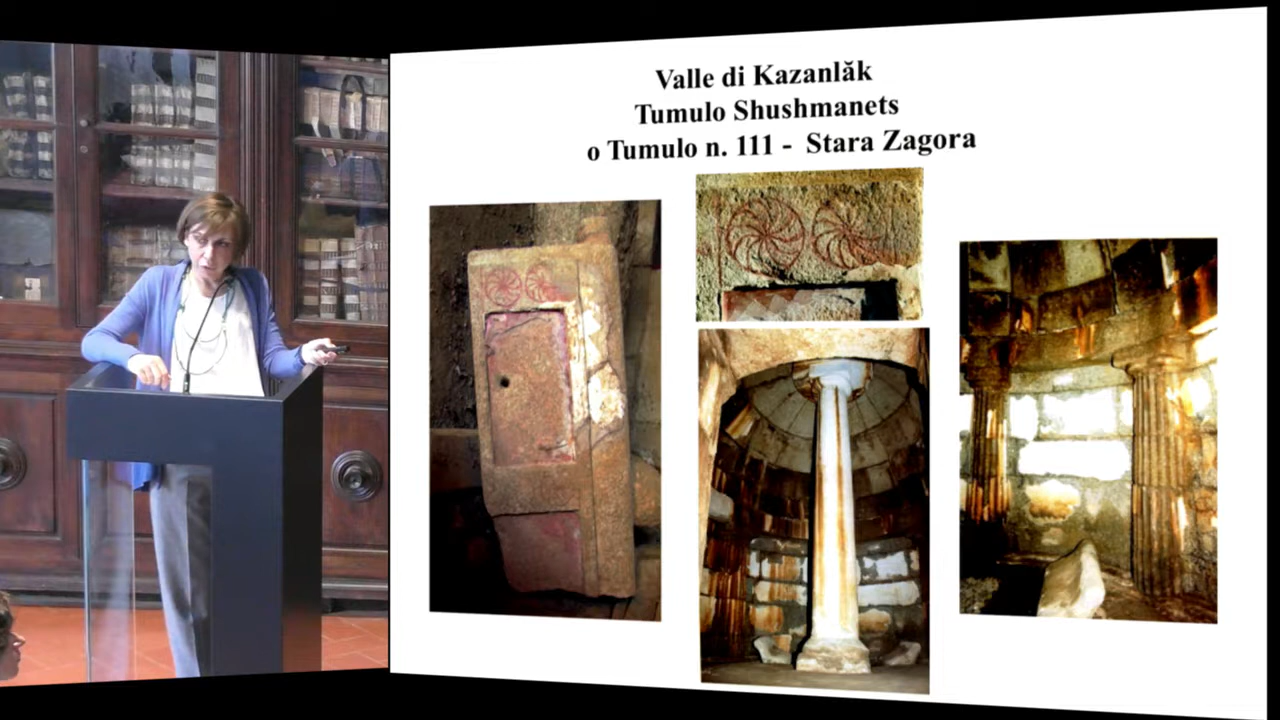 Valle di Kazanlăk
Tumulo Shushmanets
o Tumulo n. 111 - Stara Zagora